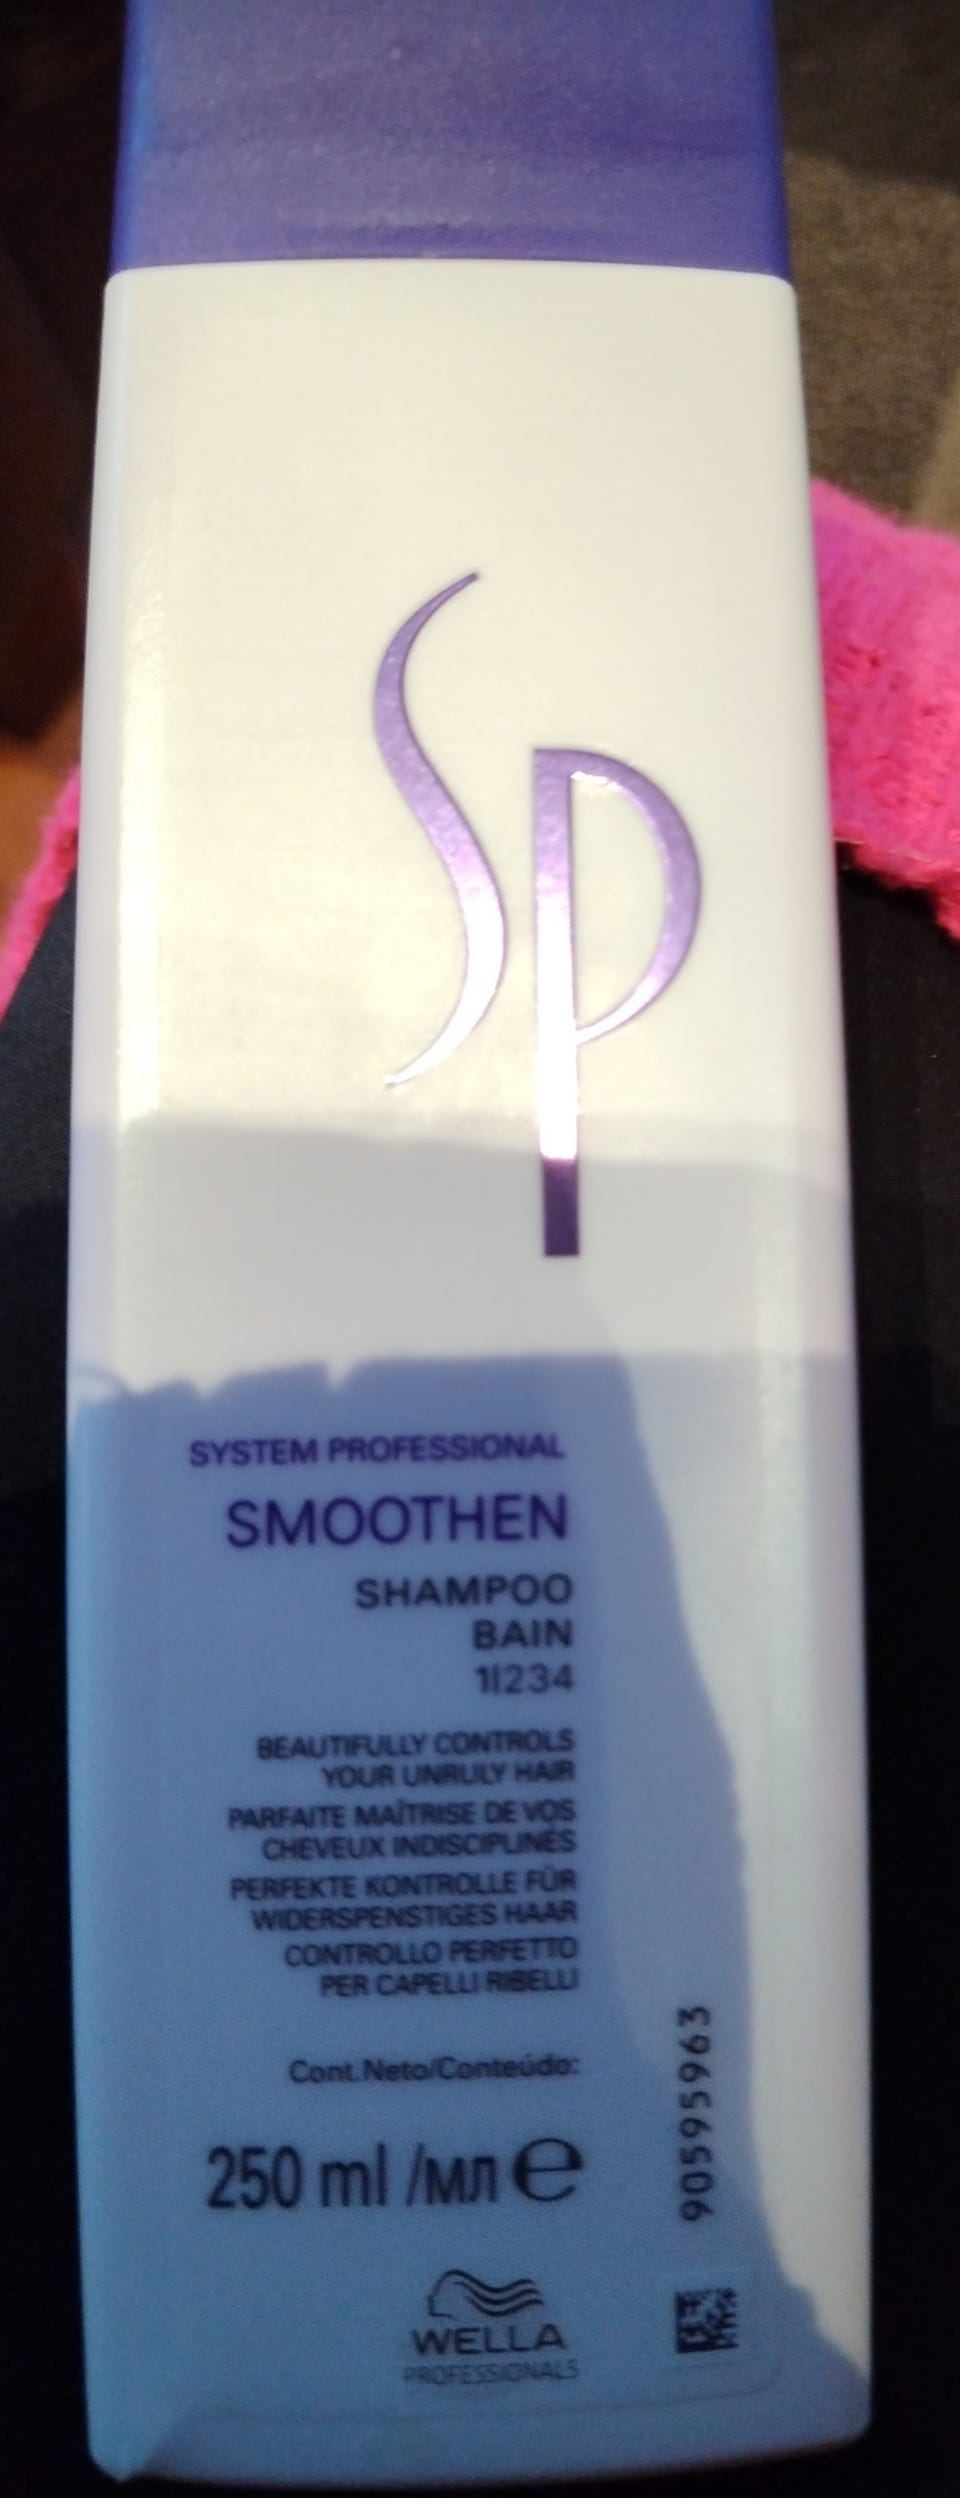 SP
SYSTEM PROFESSIONAL
SMOOTHEN
SHAMPOO
BAIN
1|234
BEAUTIFULLY CONTROLS
YOUR UNRULY HAIR
PARFAITE MAÎTRISE DE VOS
CHEVEUX INDISCIPLINÉS
PERFEKTE KONTROLLE FÜR
WIDERSPENSTIGES HAAR
CONTROLLO PERFETTO
PER CAPELLI RIBELLI
Cont.Neto/Conteúdo:
250 ml /мл e
90595963
WELLA
PROFESSIONALS